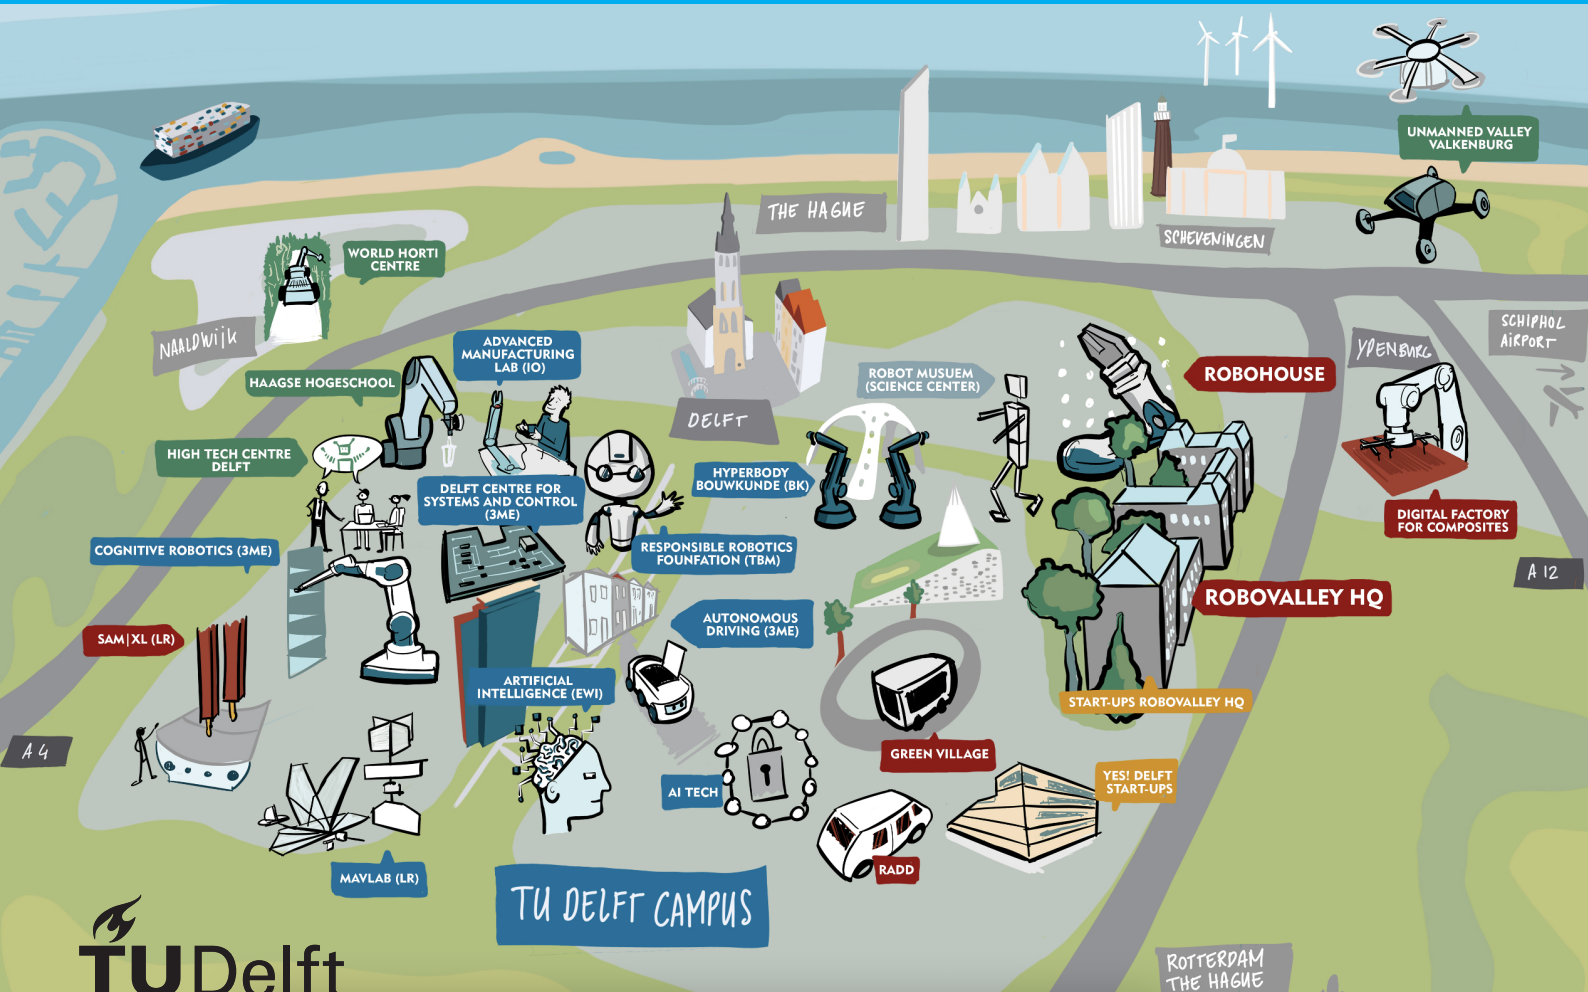 UNMANNED VALLEY
VALKENBURG
THE HAGUE
SCHEVENINGEN
WORLD HORTI
CENTRE
NAALDWIJK
SCHIPHOL
AIRPORT
YPENBURG
ADVANCED
MANUFACTURING
LAB (IO)
HAAGSE HOGESCHOOL
ROBOT MUSUEM
(SCIENCE CENTER)
ROBOHOUSE
DELFT
HIGH TECH CENTRE
DELFT
HYPERBODY
BOUWKUNDE (BK)
DELFT CENTRE FOR
SYSTEMS AND CONTROL
(3ME)
DIGITAL FACTORY
FOR COMPOSITES
COGNITIVE ROBOTICS (3ME)
RESPONSIBLE ROBOTICS
FOUNFATION (TBM)
A 12
ROBOVALLEY HQ
SAM|XL (LR)
AUTONOMOUS
DRIVING (3ME)
ARTIFICIAL
INTELLIGENCE (EWI)
START-UPS ROBOVALLEY HQ
A 4
GREEN VILLAGE
AI TECH
YES! DELFT
START-UPS
MAVLAB (LR)
RADD
TU DELFT CAMPUS
TU Delft
ROTTERDAM
THE HAGUE